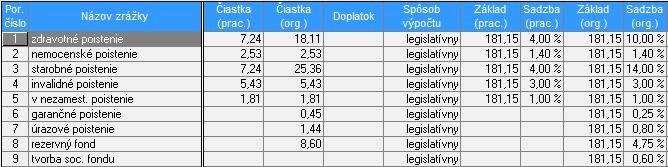 Por. číslo Názov zrážky Čiastka (prac.) Čiastka (org.) Doplatok Spôsob výpočtu Základ (prac.) Sadzba (prac.) Základ (org.) Sadzba (org.)
1 zdravotné poistenie 7,24 18,11 legislatívny 181,15 4,00 % 181,15 10,00 %
2 nemocenské poistenie 2,53 2,53 legislatívny 181,15 1,40 % 181,15 1,40 %
3 starobné poistenie 7,24 25,36 legislatívny 181,15 4,00 % 181,15 14,00 %
4 invalidné poistenie 5,43 5,43 legislatívny 181,15 3,00 % 181,15 3,00 %
5 v nezamest. poistenie 1,81 1,81 legislatívny 181,15 1,00 % 181,15 1,00 %
6 garančné poistenie 0,45 legislatívny 181,15 0,25 %
7 úrazové poistenie 1,44 legislatívny 181,15 0,80 %
8 rezervný fond 8,60 legislatívny 181,15 4,75 %
9 tvorba soc. fondu legislatívny 181,15 0,60 %